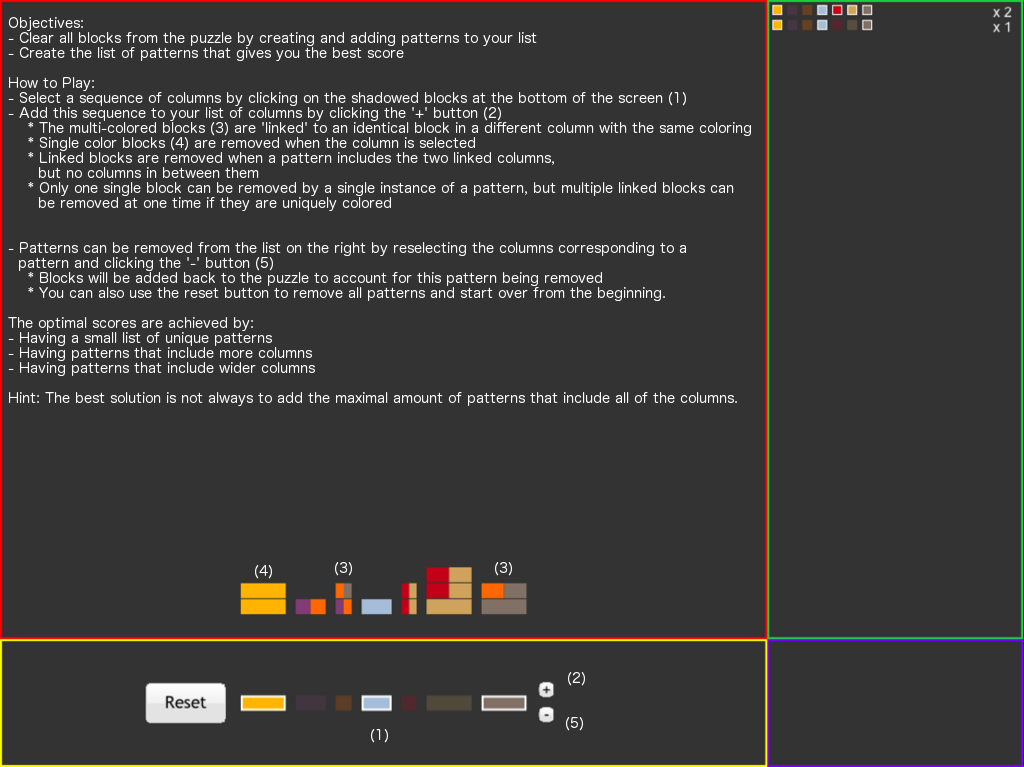 Objectives:
- Clear all blocks from the puzzle by creating and adding patterns to your list
- Create the list of patterns that gives you the best score
How to Play:
- Select a sequence of columns by clicking on the shadowed blocks at the bottom of the screen (1)
- Add this sequence to your list of columns by clicking the '+' button (2)
* The multi-colored blocks (3) are 'linked' to an identical block in a different column with the same coloring
* Single color blocks (4) are removed when the column is selected
* Linked blocks are removed when a pattern includes the two linked columns,
but no columns in between them
* Only one single block can be removed by a single instance of a pattern, but multiple linked blocks can
be removed at one time if they are uniquely colored
- Patterns can be removed from the list on the right by reselecting the columns corresponding to a
pattern and clicking the '-' button (5)
* Blocks will be added back to the puzzle to account for this pattern being removed
* You can also use the reset button to remove all patterns and start over from the beginning.
The optimal scores are achieved by:
- Having a small list of unique patterns
- Having patterns that include more columns
- Having patterns that include wider columns
Hint: The best solution is not always to add the maximal amount of patterns that include all of the columns.
x 2
x 1
(4)
(3)
(3)
Reset
+
(2)
-
(5)
(1)